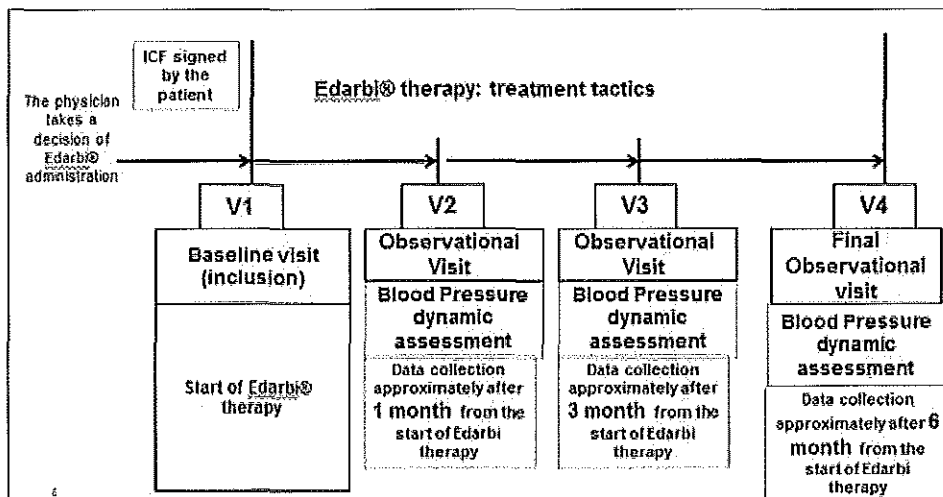 ICF signed
by the
patient
Edarbi® therapy: treatment tactics
The physician
takes a
decision of
Edarbi®
administration
V1
Baseline visit
(inclusion)
Start of Edarbi®
therapy
V2
Observational
Visit
Blood Pressure
dynamic
assessment
Data collection
approximately after
1 month from the
start of Edarbi
therapy
V3
Observational
Visit
Blood Pressure
dynamic
assessment
Data collection
approximately after
3 month from the
start of Edarbi therapy
V4
Final
Observational
visit
Blood Pressure
dynamic
assessment
Data collection
approximately after 6
month from the
start of Edarbi
therapy